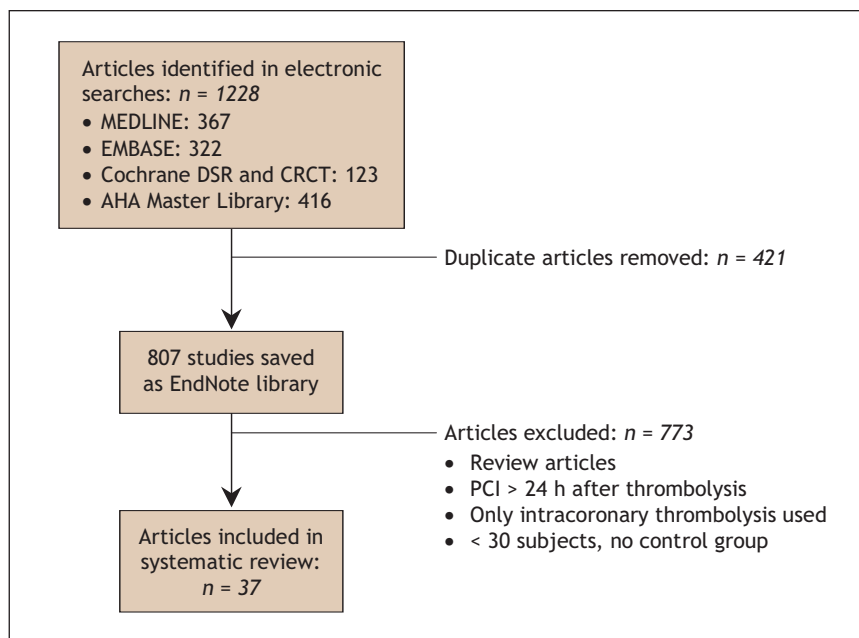 Articles identified in electronic
searches: n = 1228
• MEDLINE: 367
• EMBASE: 322
• Cochrane DSR and CRCT: 123
• AHA Master Library: 416
Duplicate articles removed: n = 421
807 studies saved
as EndNote library
Articles excluded: n = 773
• Review articles
• PCI > 24 h after thrombolysis
• Only intracoronary thrombolysis used
• < 30 subjects, no control group
Articles included in
systematic review:
n = 37